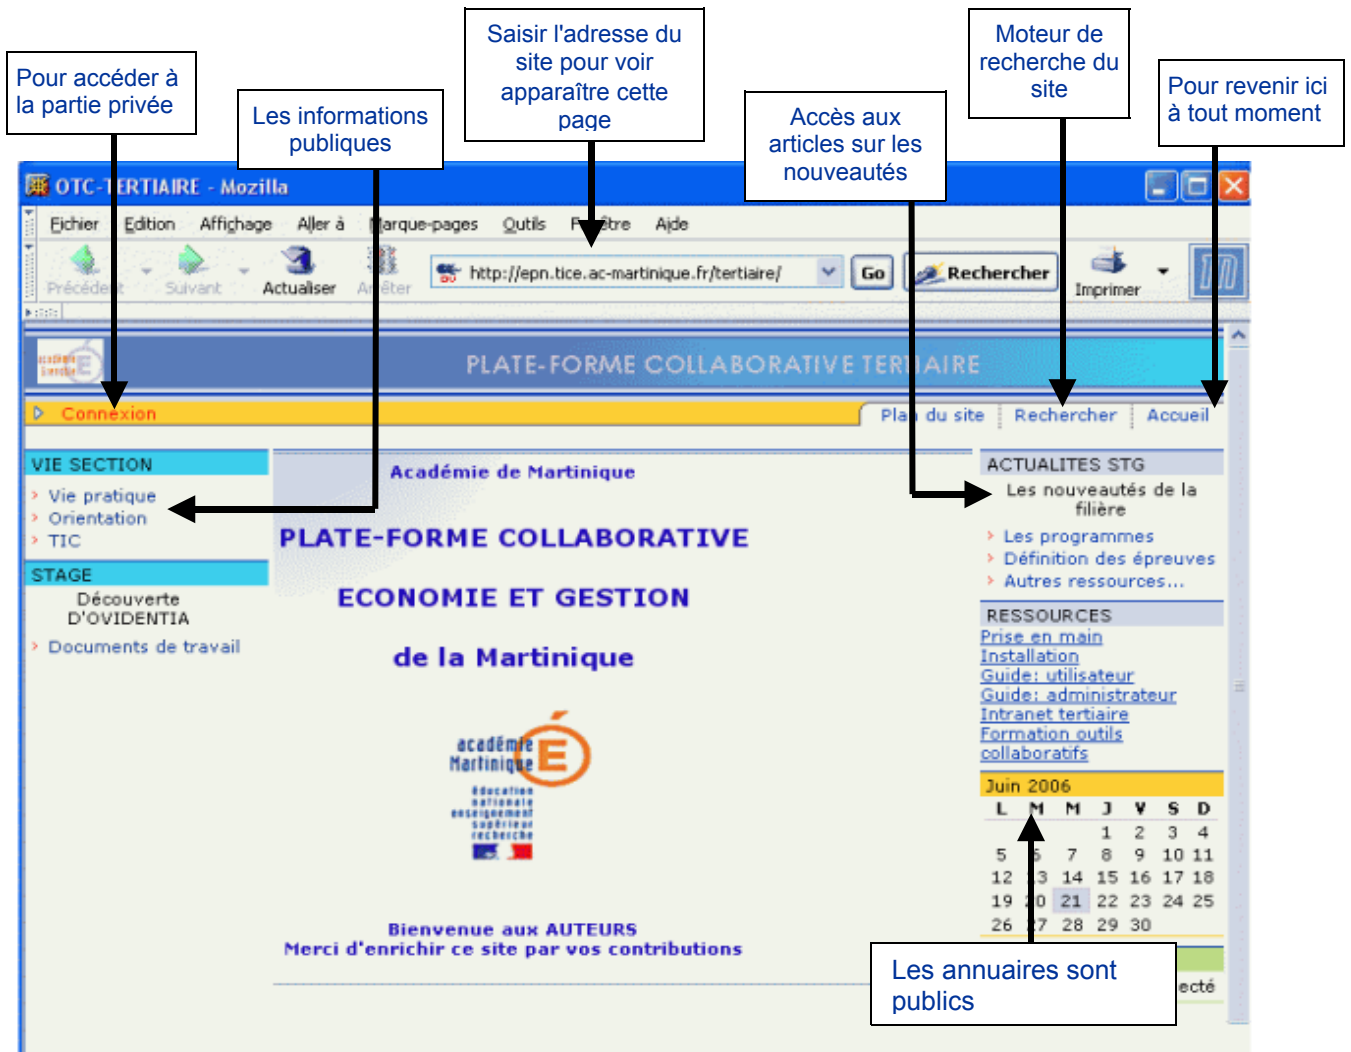 Saisir l'adresse du
site pour voir
apparaître cette
page
Moteur de
recherche du
site
Pour accéder à
la partie privée
Les informations
publiques
Accès aux
articles sur les
nouveautés
Pour revenir ici
à tout moment
OTC-TERTIAIRE - Mozilla
Fichier Edition Affichage Aller à Marque-pages Outils Fenêtre Aide
Précédent Suivant Actualiser Arrêter http://epn.tice.ac-martinique.fr/tertiaire/ Go Rechercher Imprimer
PLATE-FORME COLLABORATIVE TERTIAIRE
Connexion Plan du site Rechercher Accueil
VIE SECTION
Vie pratique
Orientation
TIC
STAGE
Découverte
D'OVIDENTIA
Documents de travail
Académie de Martinique
PLATE-FORME COLLABORATIVE
ECONOMIE ET GESTION
de la Martinique
académie
Martinique
É
éducation
nationale
enseignement
supérieur
recherche
Bienvenue aux AUTEURS
Merci d'enrichir ce site par vos contributions
ACTUALITES STG
Les nouveautés de la
filière
Les programmes
Définition des épreuves
Autres ressources...
RESSOURCES
Prise en main
Installation
Guide: utilisateur
Guide: administrateur
Intranet tertiaire
Formation outils
collaboratifs
Juin 2006
L M M J V S D
1 2 3 4
5 6 7 8 9 10 11
12 13 14 15 16 17 18
19 20 21 22 23 24 25
26 27 28 29 30
Les annuaires sont
publics
ecté